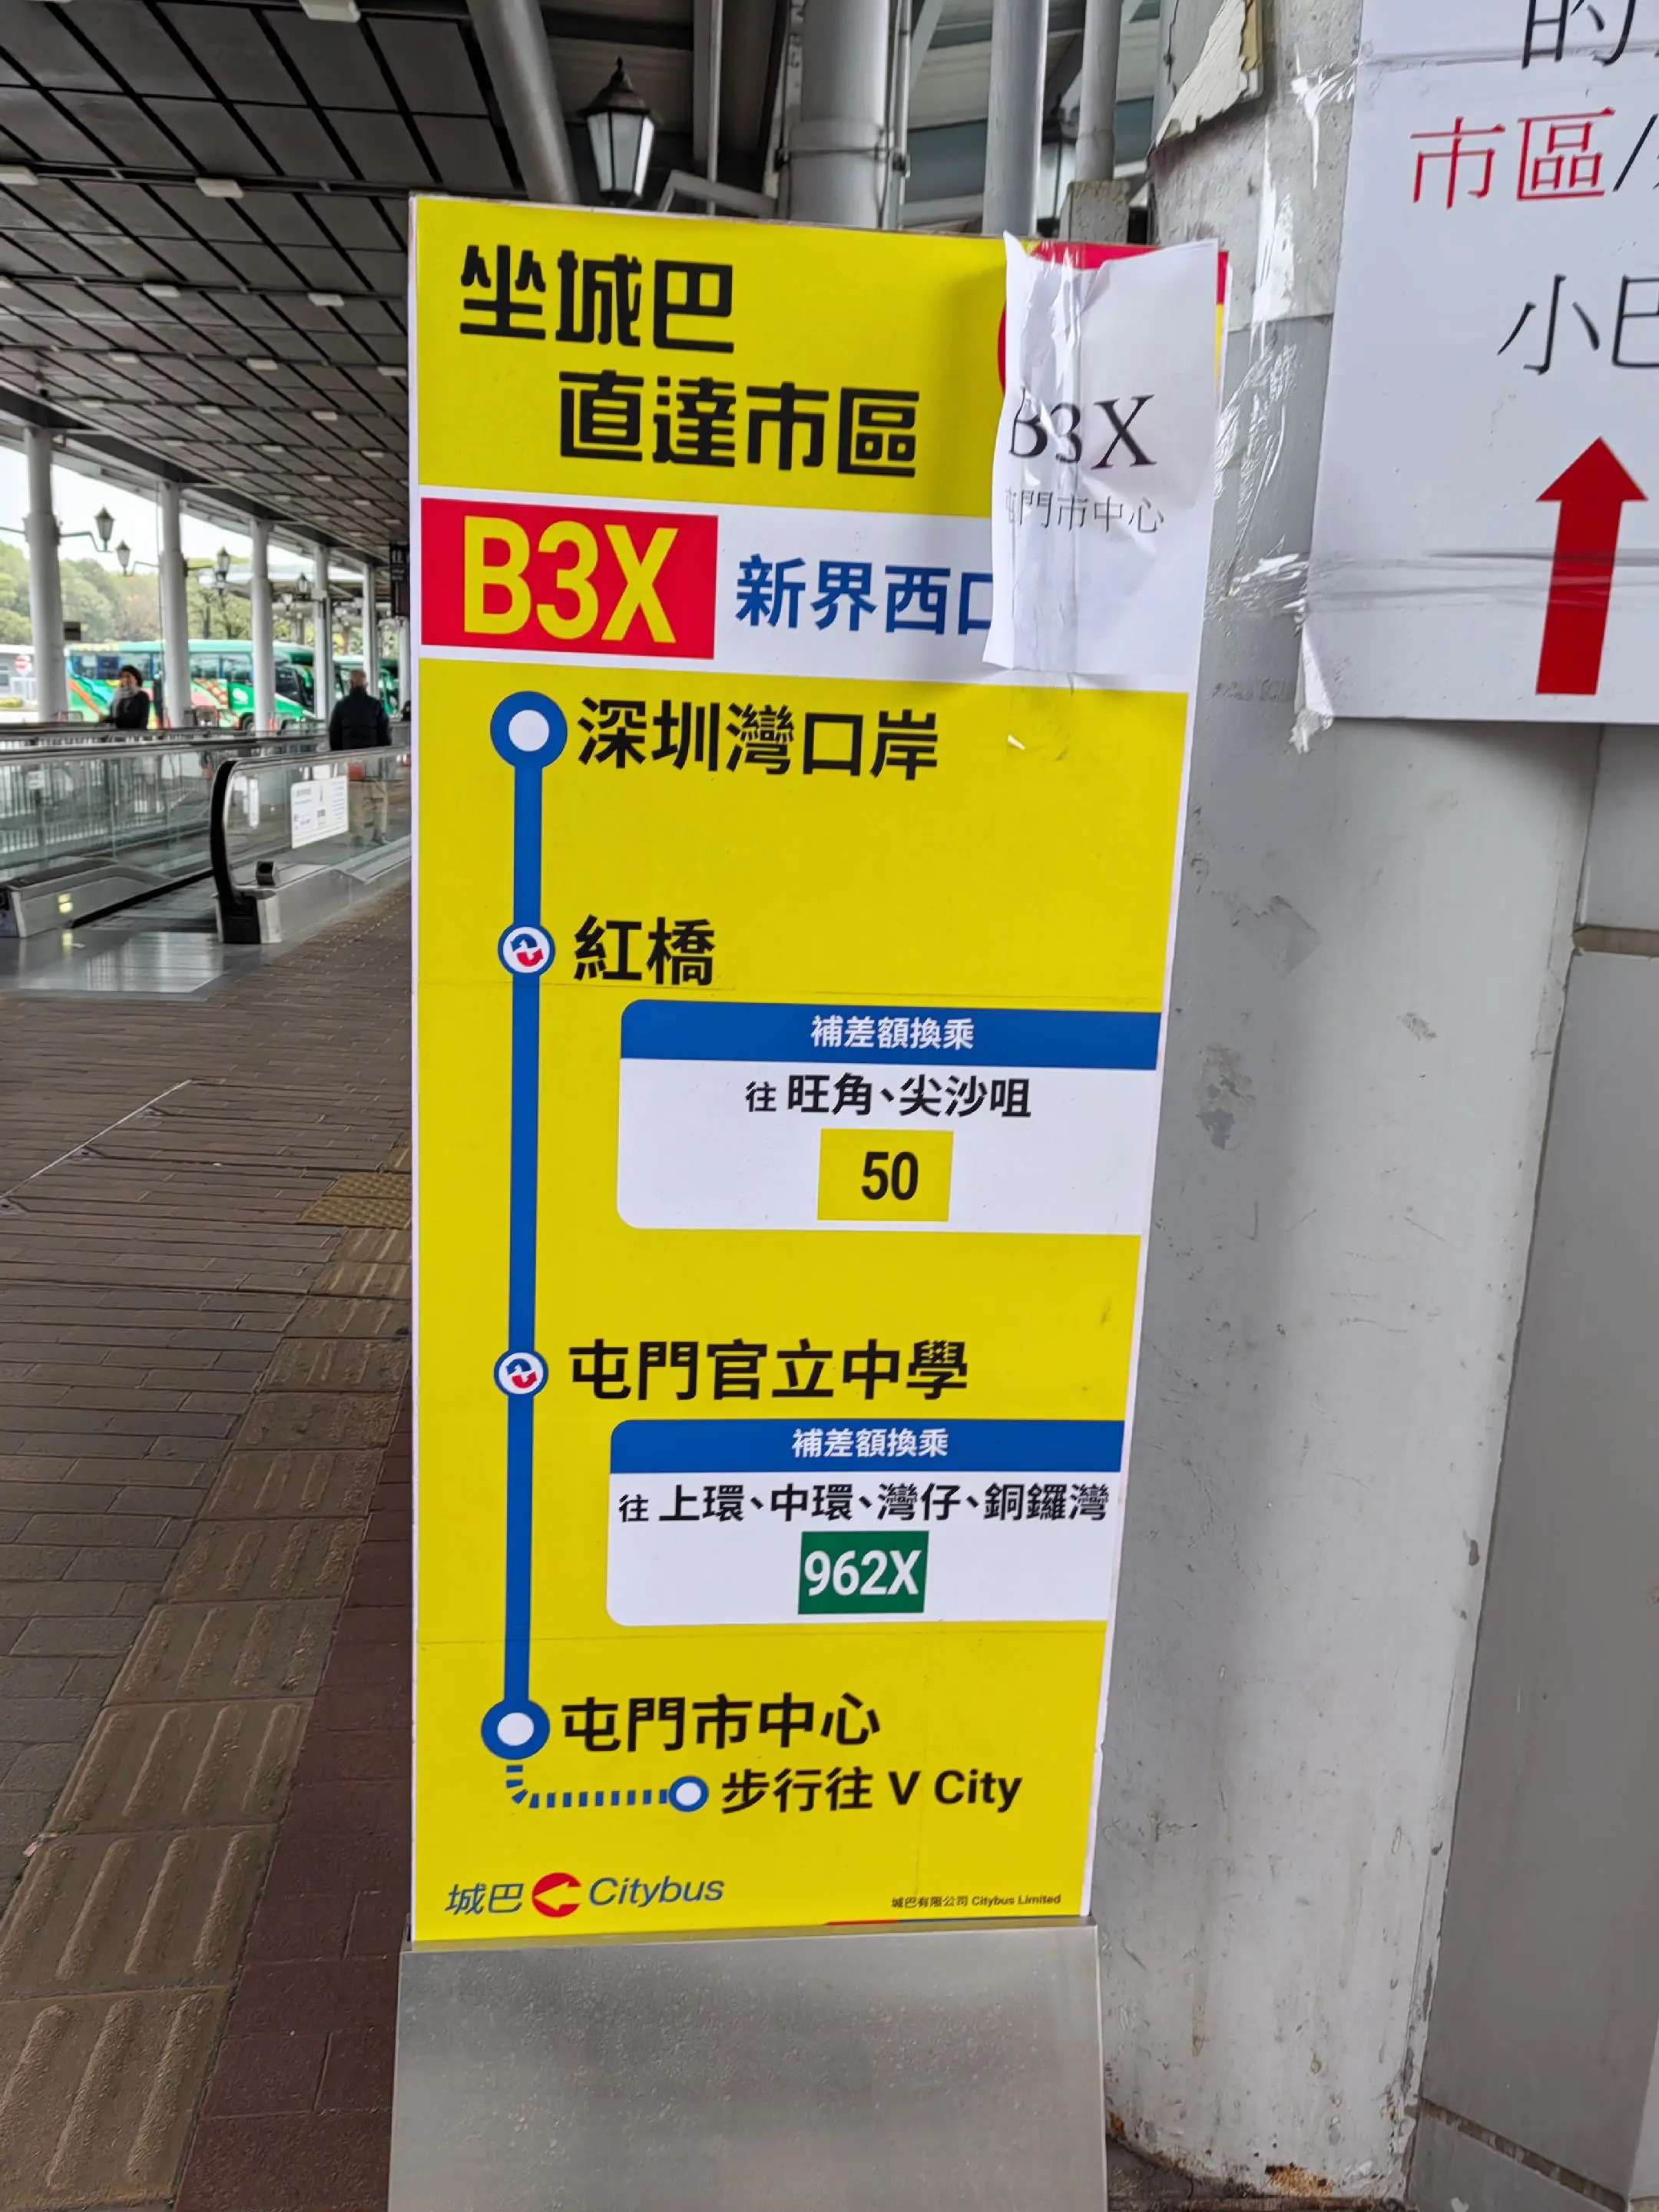 坐城巴
直達市區
B3X 新界西口
B3X
屯門市中心
深圳灣口岸
紅橋
補差額換乘
往 旺角、尖沙咀
50
屯門官立中學
補差額換乘
往 上環、中環、灣仔、銅鑼灣
962X
屯門市中心
步行往 V City
城巴 Citybus
城巴有限公司 Citybus Limited
的
市區/
小巴